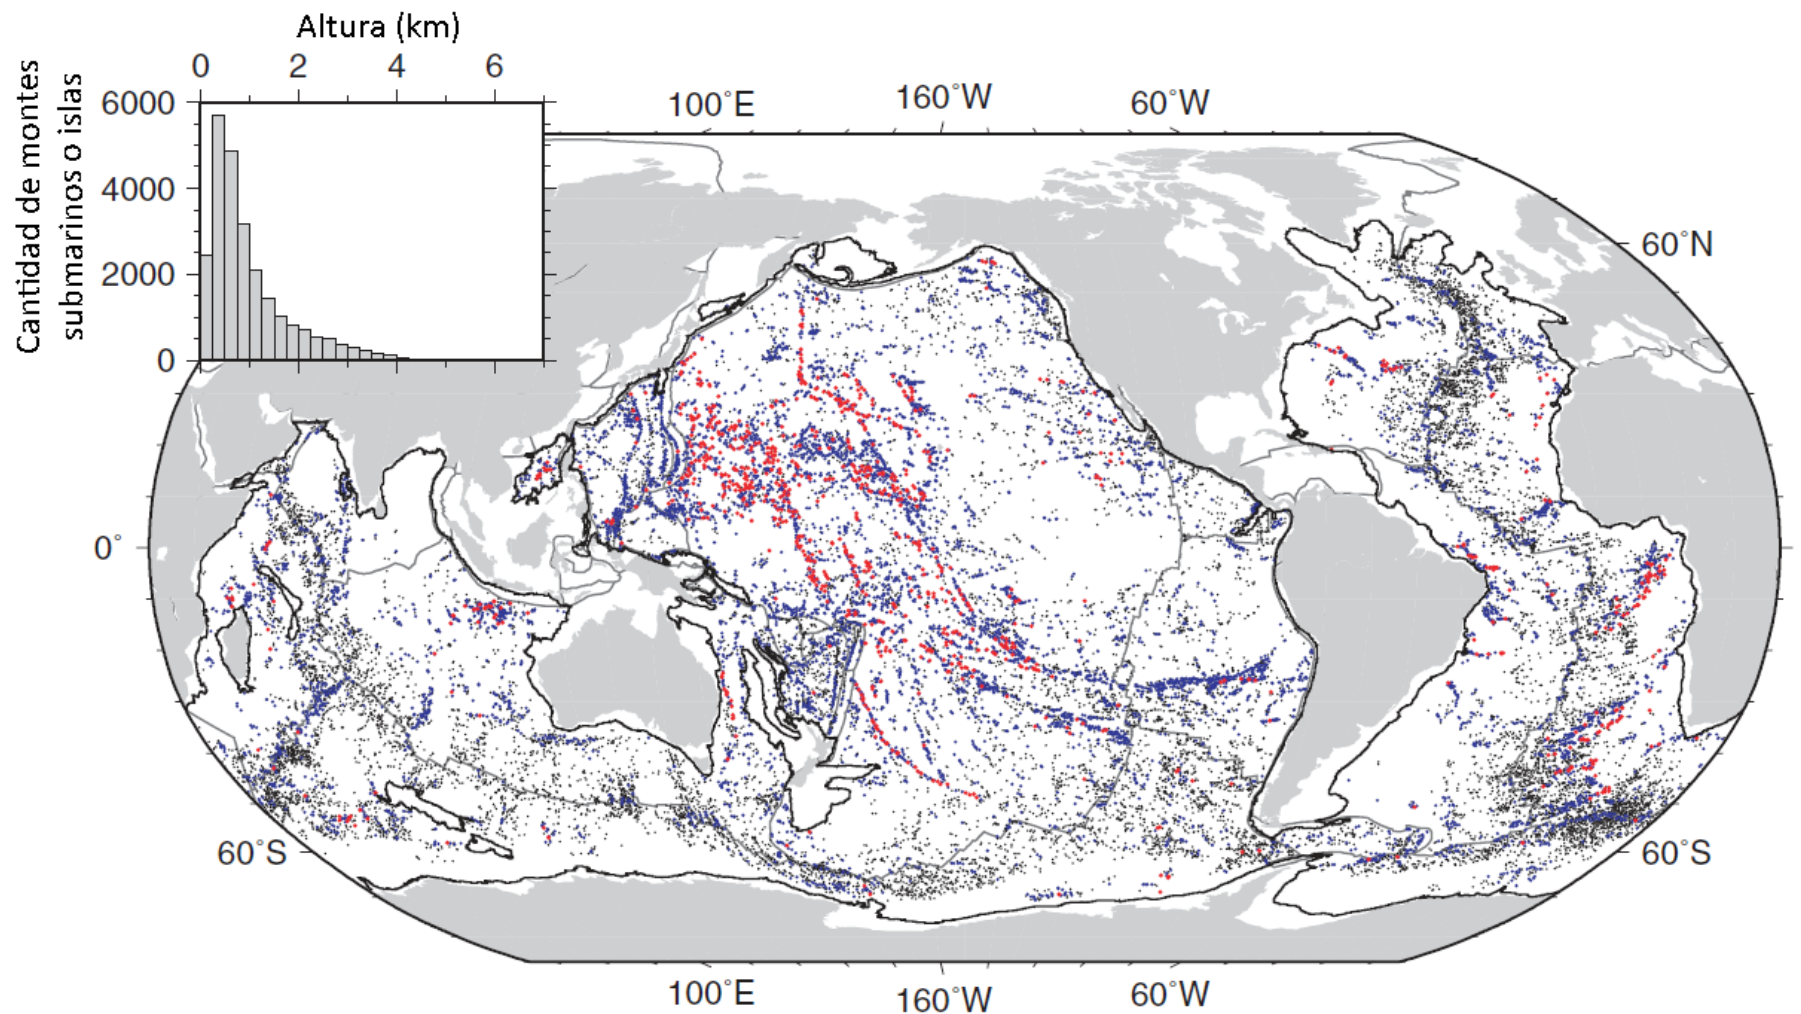 Altura (km)
0 2 4 6
Cantidad de montes
submarinos o islas
6000
4000
2000
0
100°E 160°W 60°W
60°N
0°
60°S
60°S
100°E 160°W 60°W